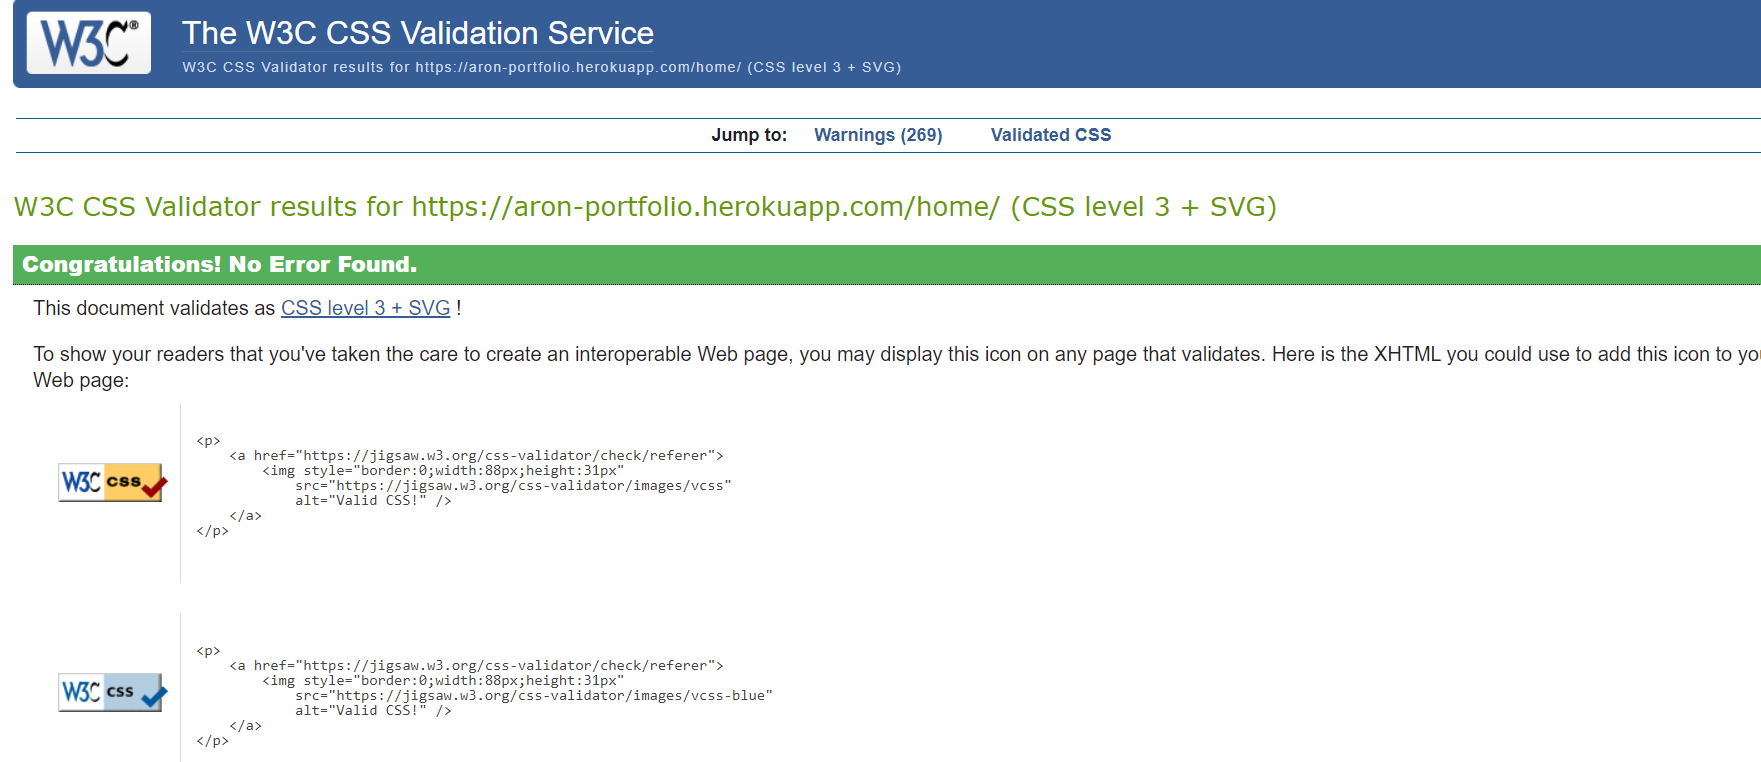 W3C®
The W3C CSS Validation Service
W3C CSS Validator results for https://aron-portfolio.herokuapp.com/home/ (CSS level 3 + SVG)
Jump to: Warnings (269) Validated CSS
W3C CSS Validator results for https://aron-portfolio.herokuapp.com/home/ (CSS level 3 + SVG)
Congratulations! No Error Found.
This document validates as CSS level 3 + SVG !
To show your readers that you've taken the care to create an interoperable Web page, you may display this icon on any page that validates. Here is the XHTML you could use to add this icon to you
Web page:
W3C css
<p>
    <a href="https://jigsaw.w3.org/css-validator/check/referer">
        <img style="border:0;width:88px;height:31px"
            src="https://jigsaw.w3.org/css-validator/images/vcss"
            alt="Valid CSS!" />
    </a>
</p>
W3C css
<p>
    <a href="https://jigsaw.w3.org/css-validator/check/referer">
        <img style="border:0;width:88px;height:31px"
            src="https://jigsaw.w3.org/css-validator/images/vcss-blue"
            alt="Valid CSS!" />
    </a>
</p>